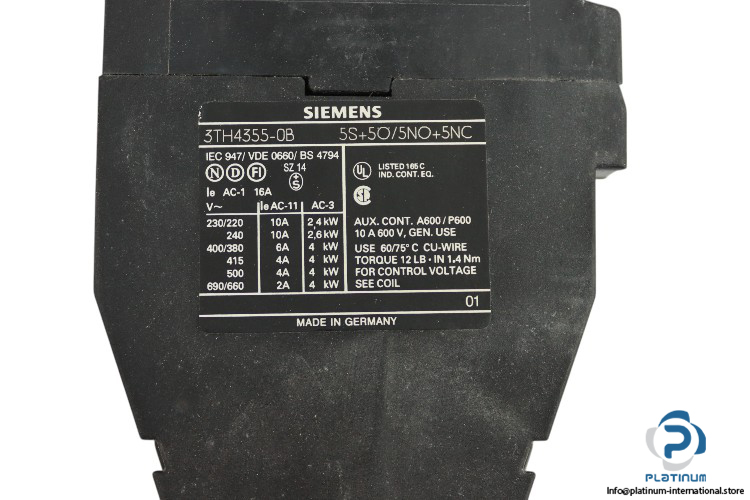 SIEMENS
3TH4355-0B 5S+5Ö/5NO+5NC
IEC 947/ VDE 0660/ BS 4794
N D FI SZ 14 +S
Ie AC-1 16A
V~ Ie AC-11 AC-3
230/220 10A 2,4 kW
240 10A 2,6 kW
400/380 6A 4 kW
415 4A 4 kW
500 4A 4 kW
690/660 2A 4 kW
UL LISTED 165 C
IND. CONT. EQ.
AUX. CONT. A600/P600
10 A 600 V, GEN. USE
USE 60/75° C CU-WIRE
TORQUE 12 LB · IN 1.4 Nm
FOR CONTROL VOLTAGE
SEE COIL
01
MADE IN GERMANY
PLATINUM
Info@platinum-international.store